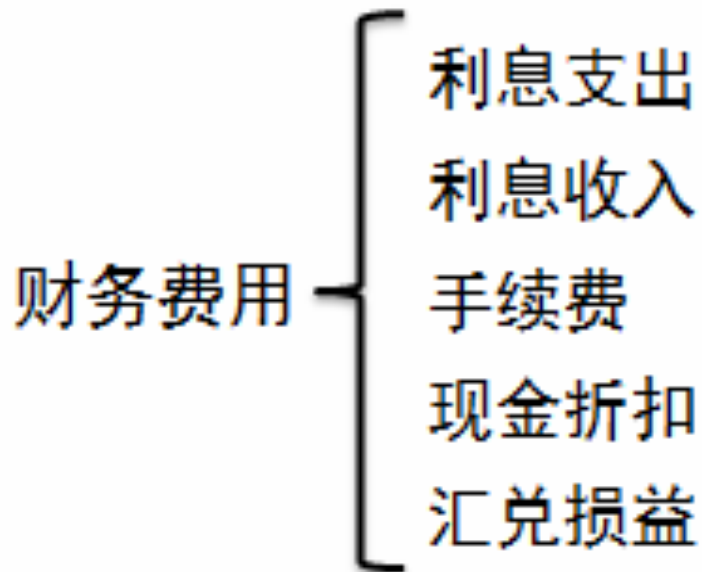 财务费用
利息支出
利息收入
手续费
现金折扣
汇兑损益